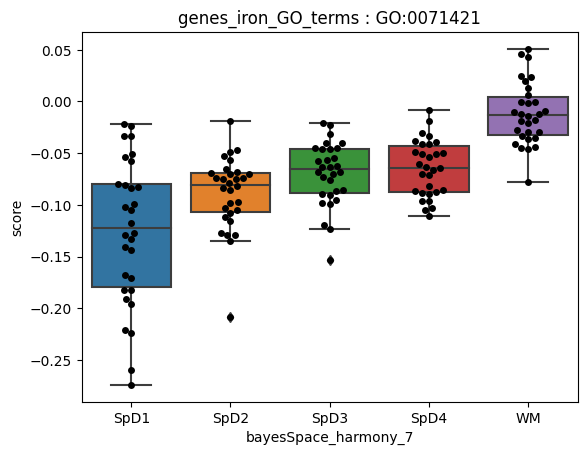 genes_iron_GO_terms : GO:0071421
0.05
0.00
−0.05
−0.10
−0.15
−0.20
−0.25
score
SpD1 SpD2 SpD3 SpD4 WM
bayesSpace_harmony_7